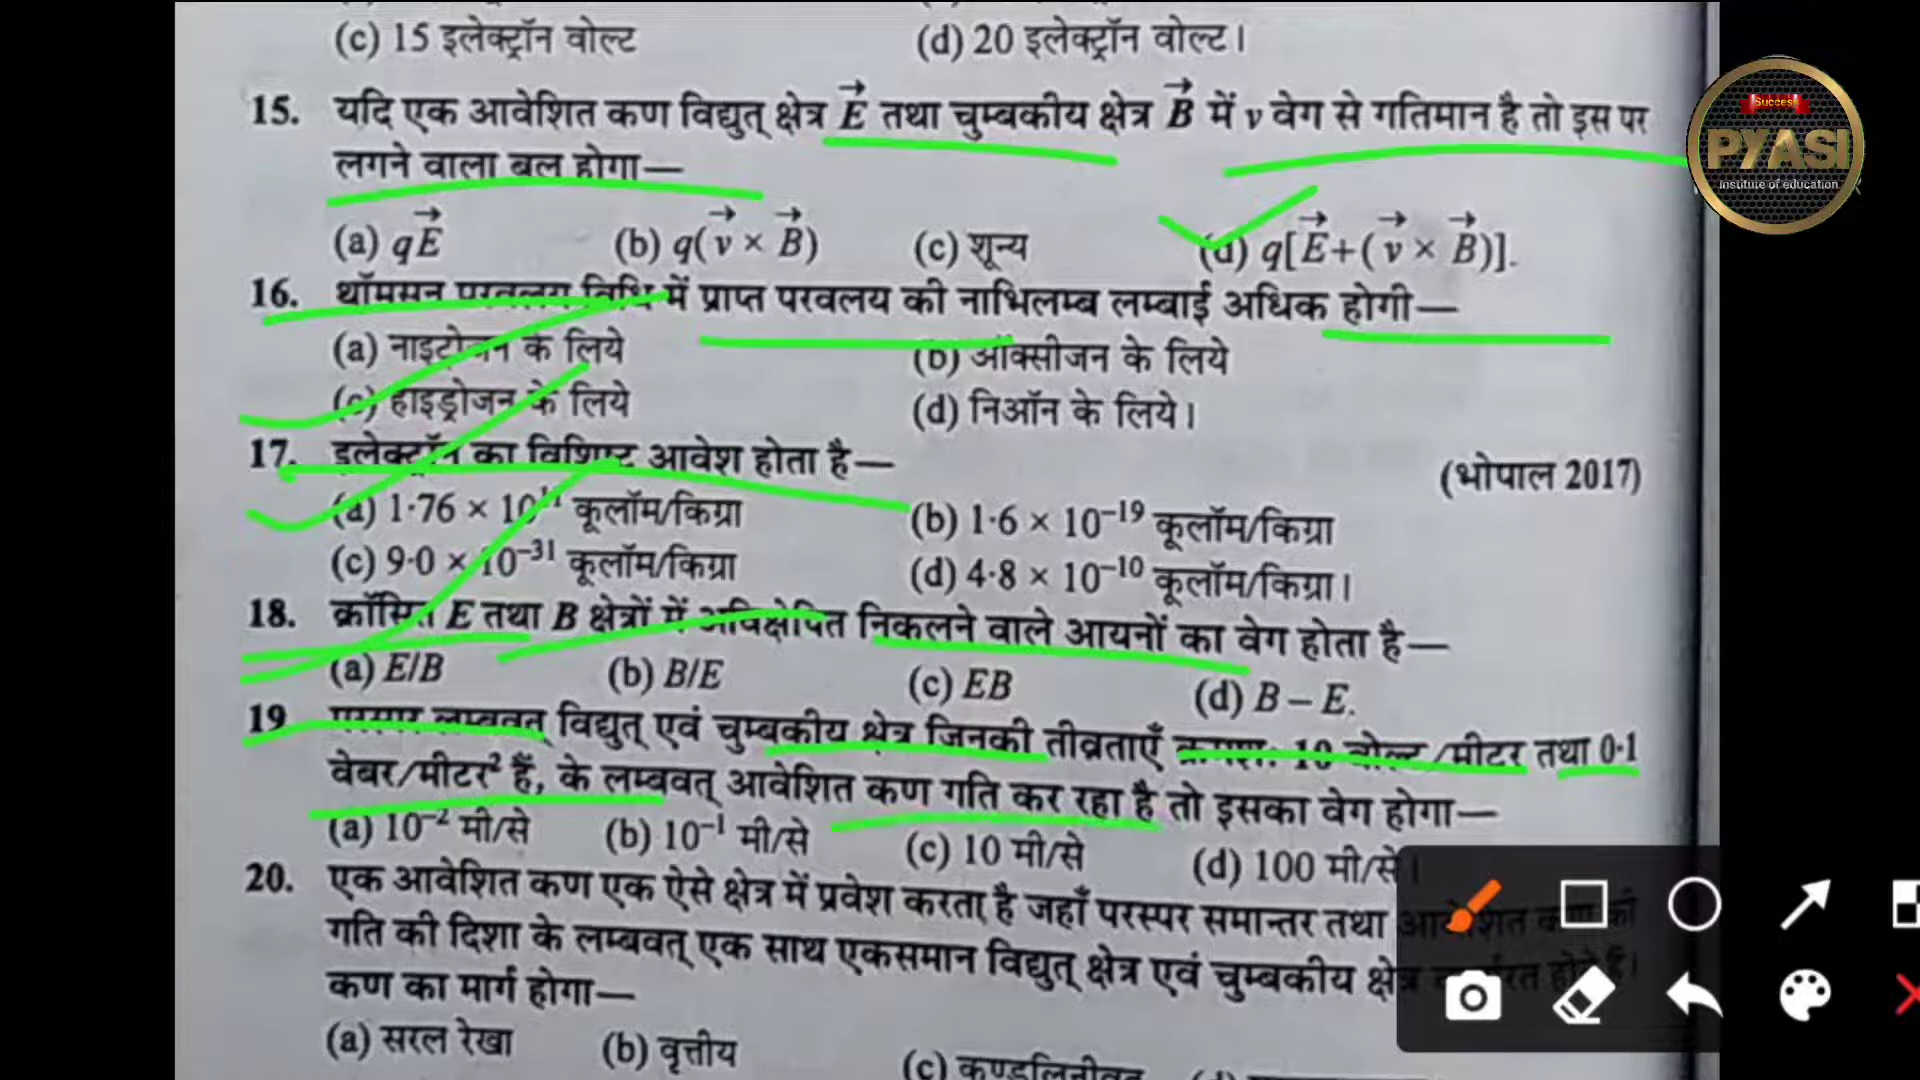 (c) 15 इलेक्ट्रॉन वोल्ट (d) 20 इलेक्ट्रॉन वोल्ट।
15. यदि एक आवेशित कण विद्युत् क्षेत्र E तथा चुम्बकीय क्षेत्र B में v वेग से गतिमान है तो इस पर
लगने वाला बल होगा—
(a) qE (b) q(v × B) (c) शून्य (d) q[E+(v × B)].
16. थॉमसन परवलय विधि में प्राप्त परवलय की नाभिलम्ब लम्बाई अधिक होगी—
(a) नाइट्रोजन के लिये (b) ऑक्सीजन के लिये
(c) हाइड्रोजन के लिये (d) निऑन के लिये।
17. इलेक्ट्रॉन का विशिष्ट आवेश होता है— (भोपाल 2017)
(a) 1·76 × 10¹¹ कूलॉम/किग्रा (b) 1·6 × 10⁻¹⁹ कूलॉम/किग्रा
(c) 9·0 × 10⁻³¹ कूलॉम/किग्रा (d) 4·8 × 10⁻¹⁰ कूलॉम/किग्रा।
18. क्रॉसित E तथा B क्षेत्रों में अविक्षेपित निकलने वाले आयनों का वेग होता है—
(a) E/B (b) B/E (c) EB (d) B – E.
19 परस्पर लम्बवत् विद्युत् एवं चुम्बकीय क्षेत्र जिनकी तीव्रताएँ क्रमशः 10 वोल्ट/मीटर तथा 0·1
वेबर/मीटर² हैं, के लम्बवत् आवेशित कण गति कर रहा है तो इसका वेग होगा—
(a) 10⁻² मी/से (b) 10⁻¹ मी/से (c) 10 मी/से (d) 100 मी/से।
20. एक आवेशित कण एक ऐसे क्षेत्र में प्रवेश करता है जहाँ परस्पर समान्तर तथा आवेशित कण की
गति की दिशा के लम्बवत् एक साथ एकसमान विद्युत् क्षेत्र एवं चुम्बकीय क्षेत्र कार्यरत होते हैं।
कण का मार्ग होगा—
(a) सरल रेखा (b) वृत्तीय (c) कुण्डलिनीवत् (d)
Success
PYASI
Institute of education